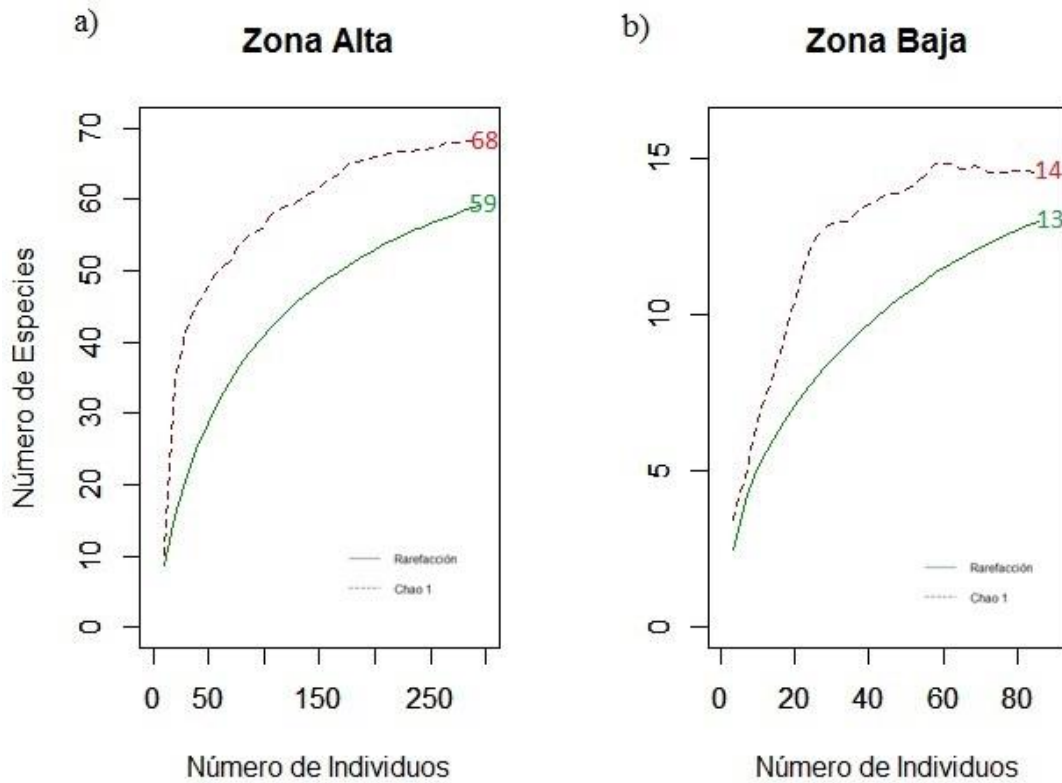 a)
Zona Alta
Número de Especies
70
60
50
40
30
20
10
0
68
59
Rarefacción
Chao 1
0 50 150 250
Número de Individuos
b)
Zona Baja
15
10
5
0
14
13
Rarefacción
Chao 1
0 20 40 60 80
Número de Individuos